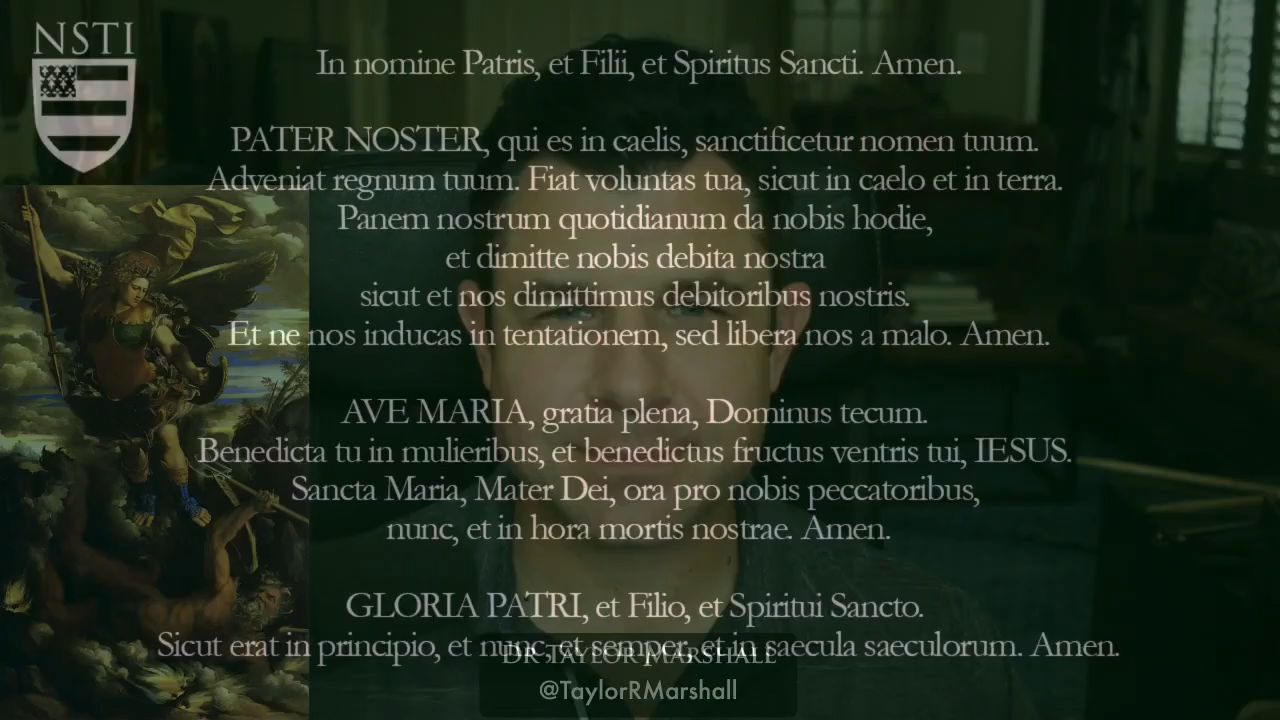 NSTI
In nomine Patris, et Filii, et Spiritus Sancti. Amen.
PATER NOSTER, qui es in caelis, sanctificetur nomen tuum.
Adveniat regnum tuum. Fiat voluntas tua, sicut in caelo et in terra.
Panem nostrum quotidianum da nobis hodie,
et dimitte nobis debita nostra
sicut et nos dimittimus debitoribus nostris.
Et ne nos inducas in tentationem, sed libera nos a malo. Amen.
AVE MARIA, gratia plena, Dominus tecum.
Benedicta tu in mulieribus, et benedictus fructus ventris tui, IESUS.
Sancta Maria, Mater Dei, ora pro nobis peccatoribus,
nunc, et in hora mortis nostrae. Amen.
GLORIA PATRI, et Filio, et Spiritui Sancto.
Sicut erat in principio, et nunc, et semper, et in saecula saeculorum. Amen.
DR TAYLOR MARSHALL
@TaylorRMarshall